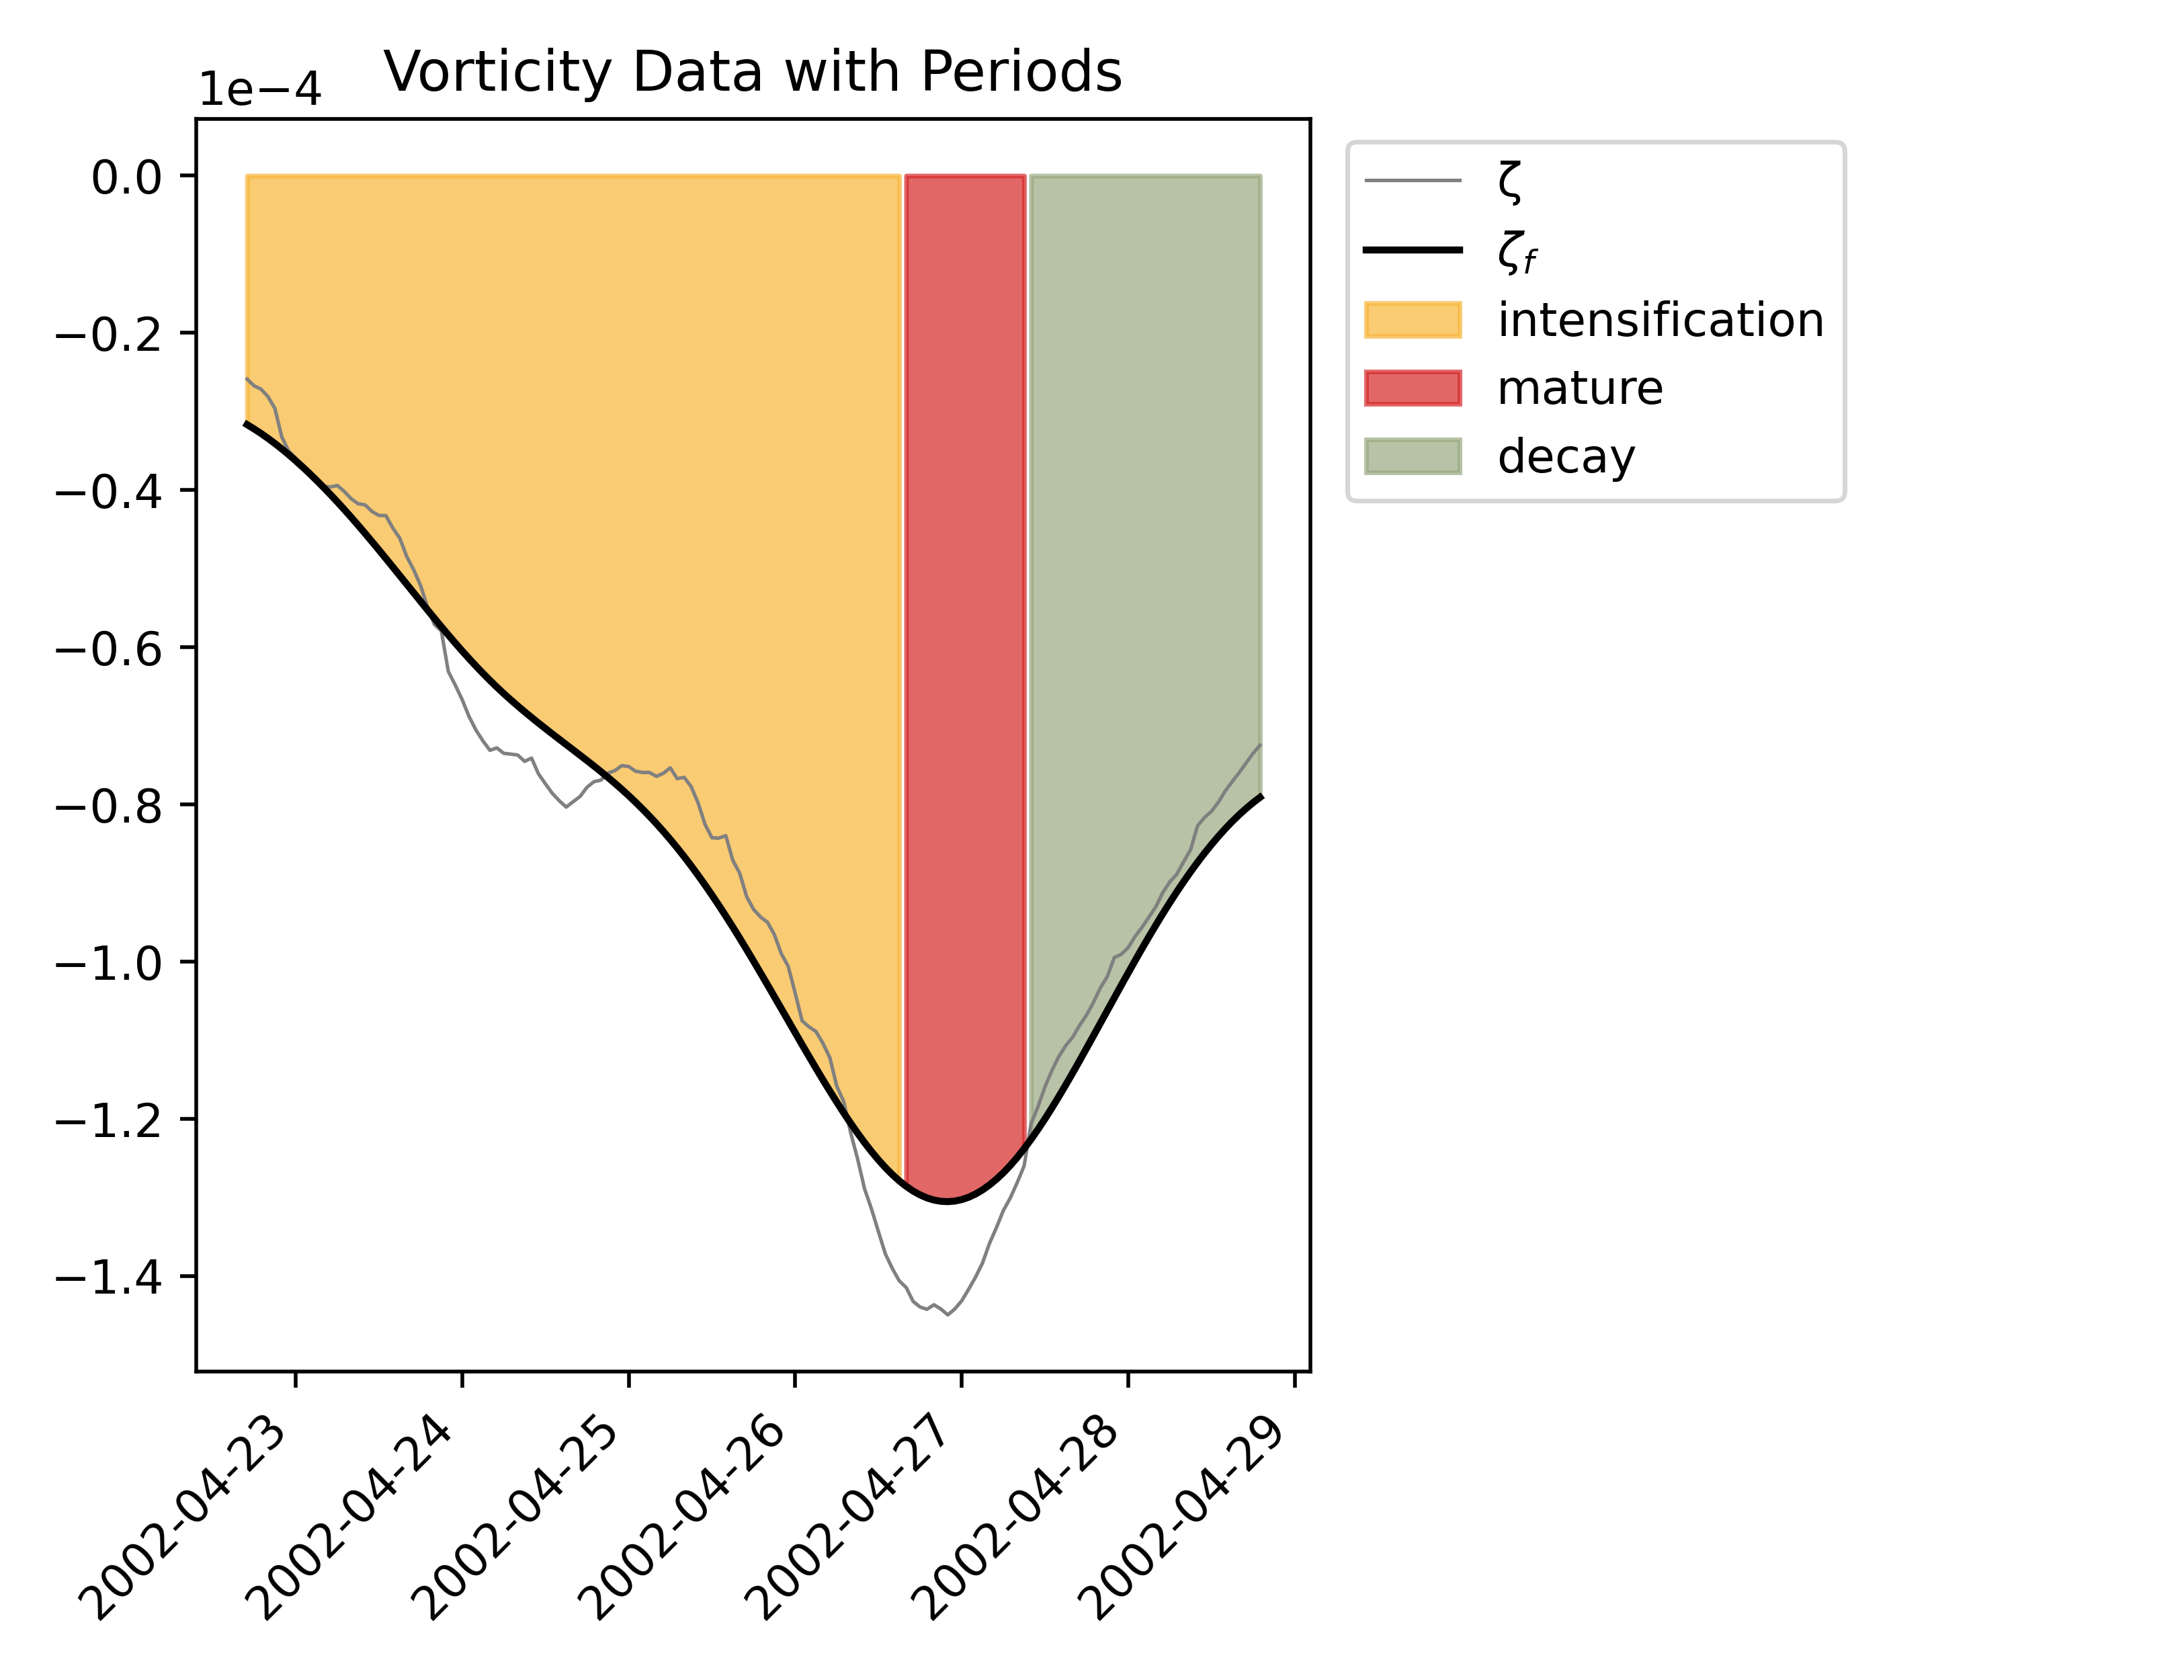 Vorticity Data with Periods
1e−4
0.0
−0.2
−0.4
−0.6
−0.8
−1.0
−1.2
−1.4
2002-04-23
2002-04-24
2002-04-25
2002-04-26
2002-04-27
2002-04-28
2002-04-29
ζ
ζf
intensification
mature
decay